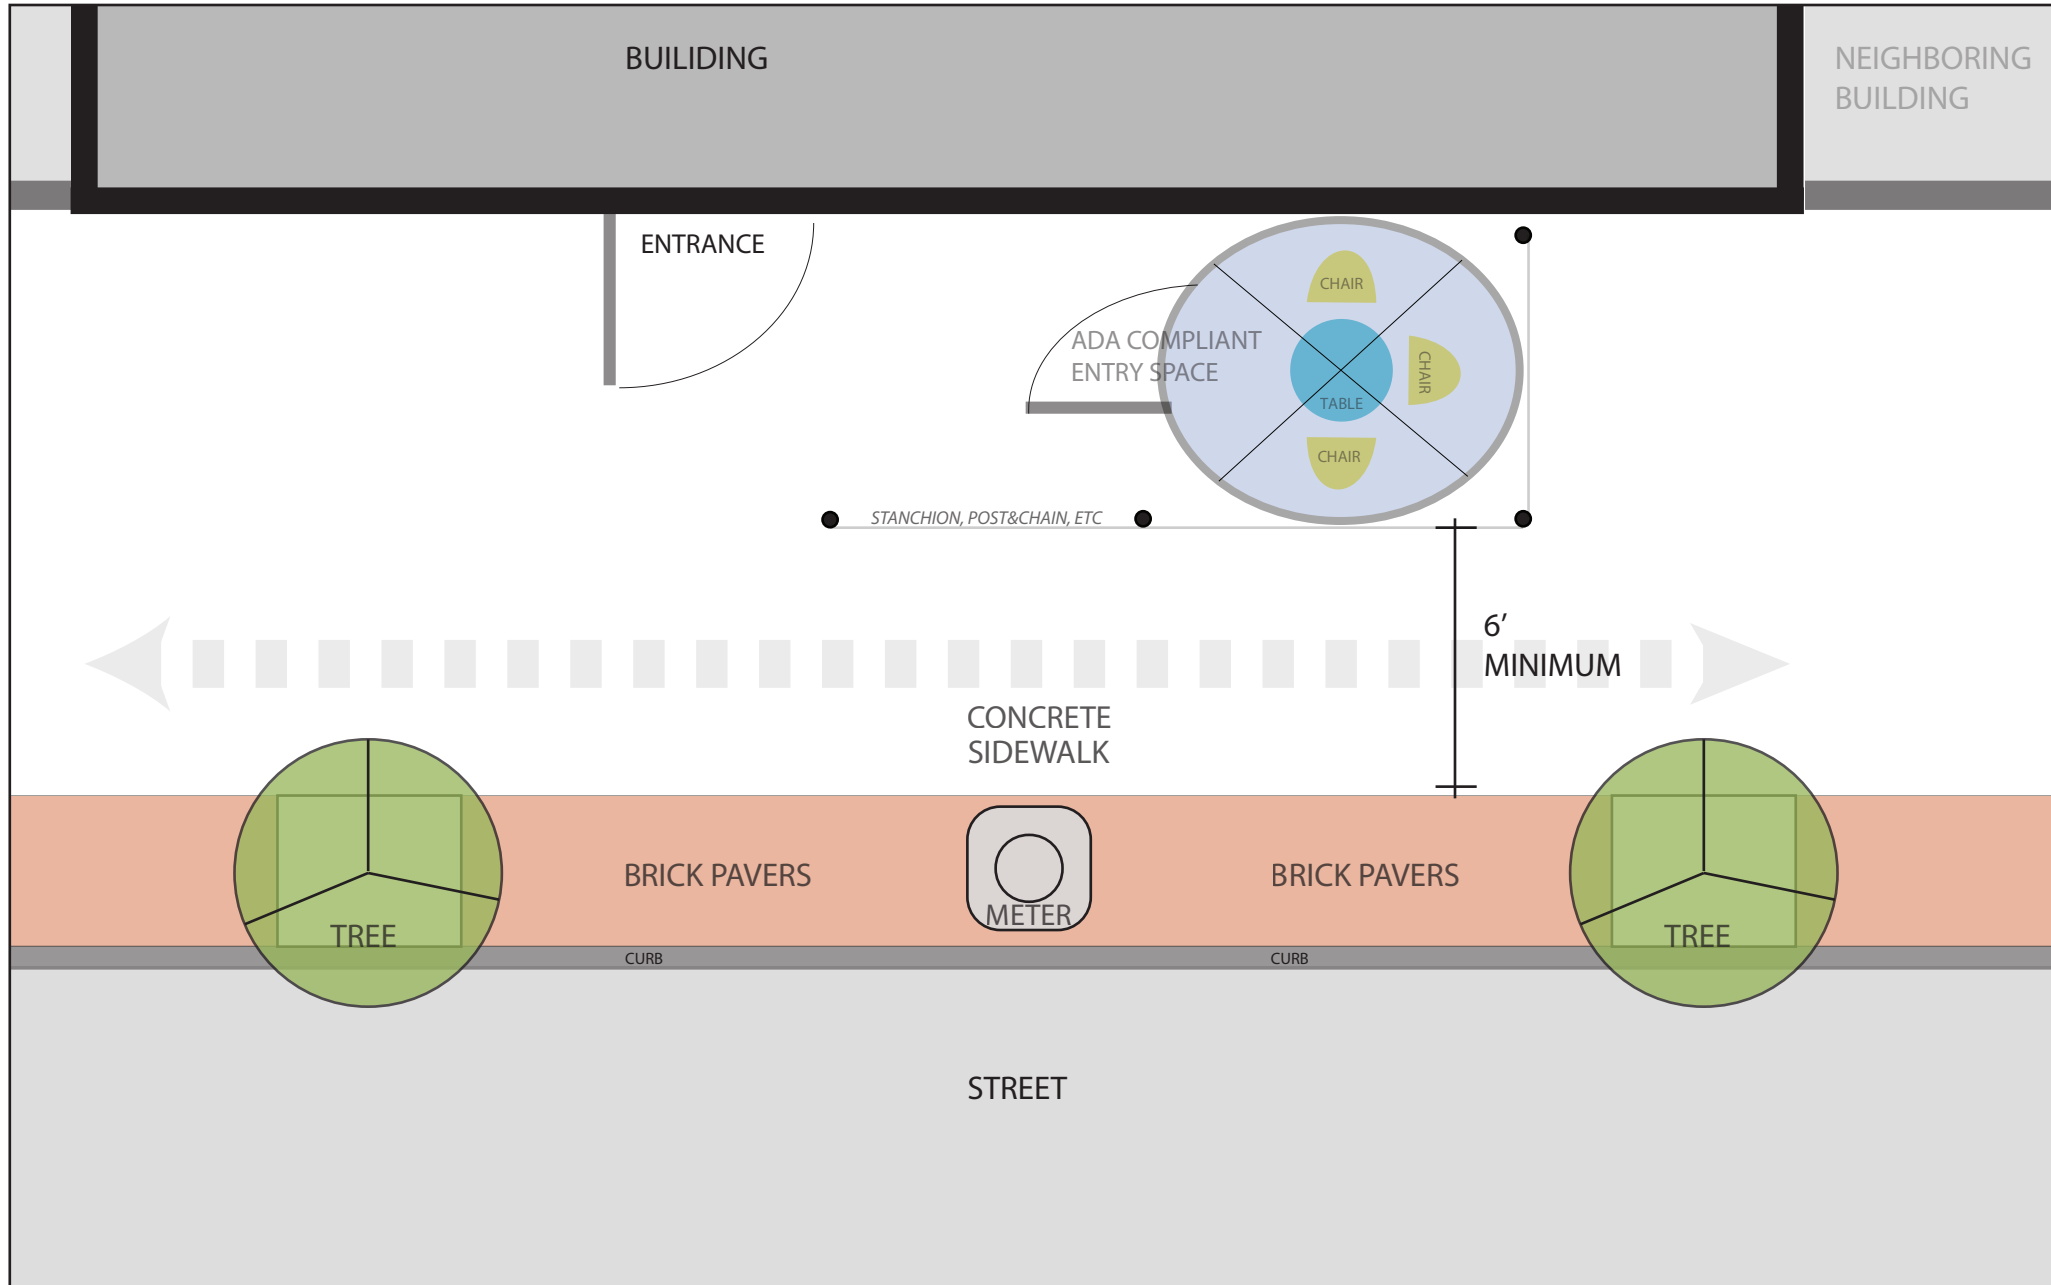 BUILIDING
NEIGHBORING
BUILDING
ENTRANCE
CHAIR
ADA COMPLIANT
ENTRY SPACE
CHAIR
TABLE
CHAIR
STANCHION, POST&CHAIN, ETC
6’
MINIMUM
CONCRETE
SIDEWALK
BRICK PAVERS
BRICK PAVERS
METER
TREE
TREE
CURB
CURB
STREET